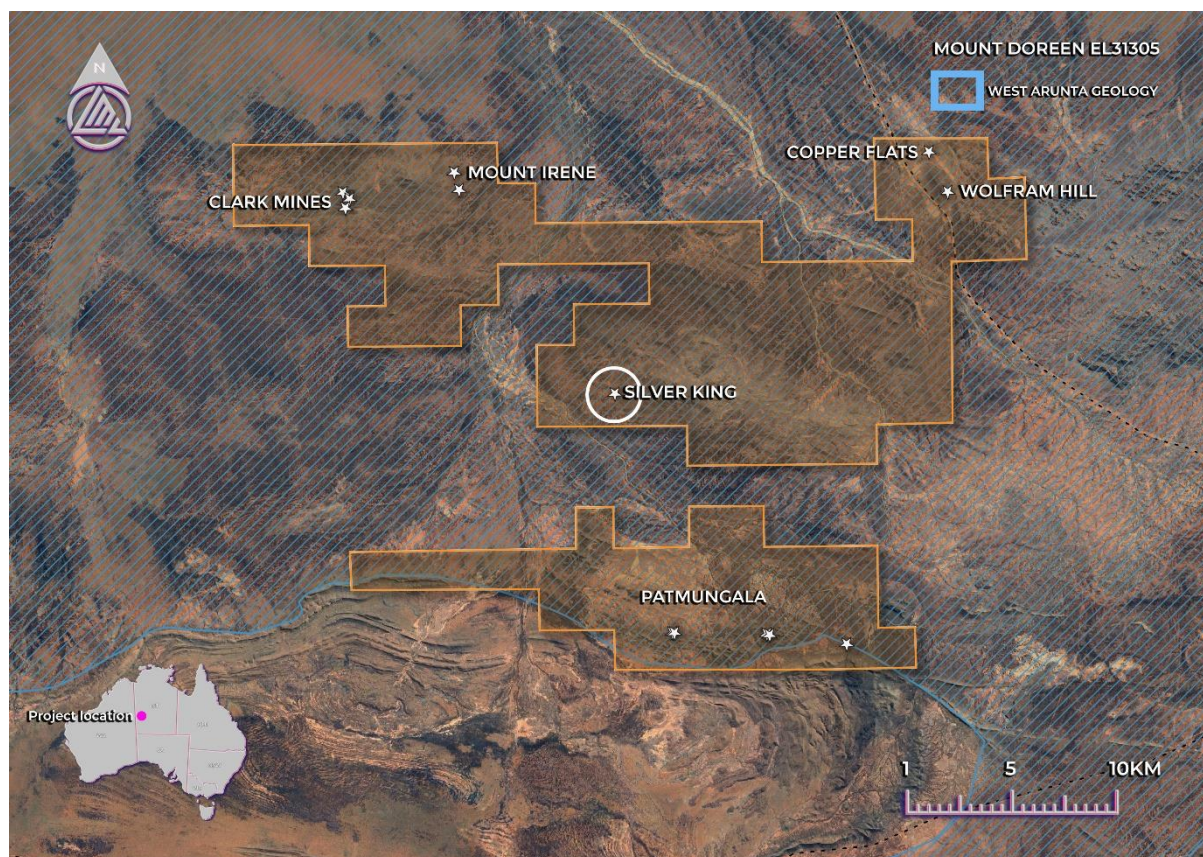 MOUNT DOREEN EL31305
WEST ARUNTA GEOLOGY
N
COPPER FLATS
WOLFRAM HILL
MOUNT IRENE
CLARK MINES
SILVER KING
PATMUNGALA
Project location
1 5 10KM